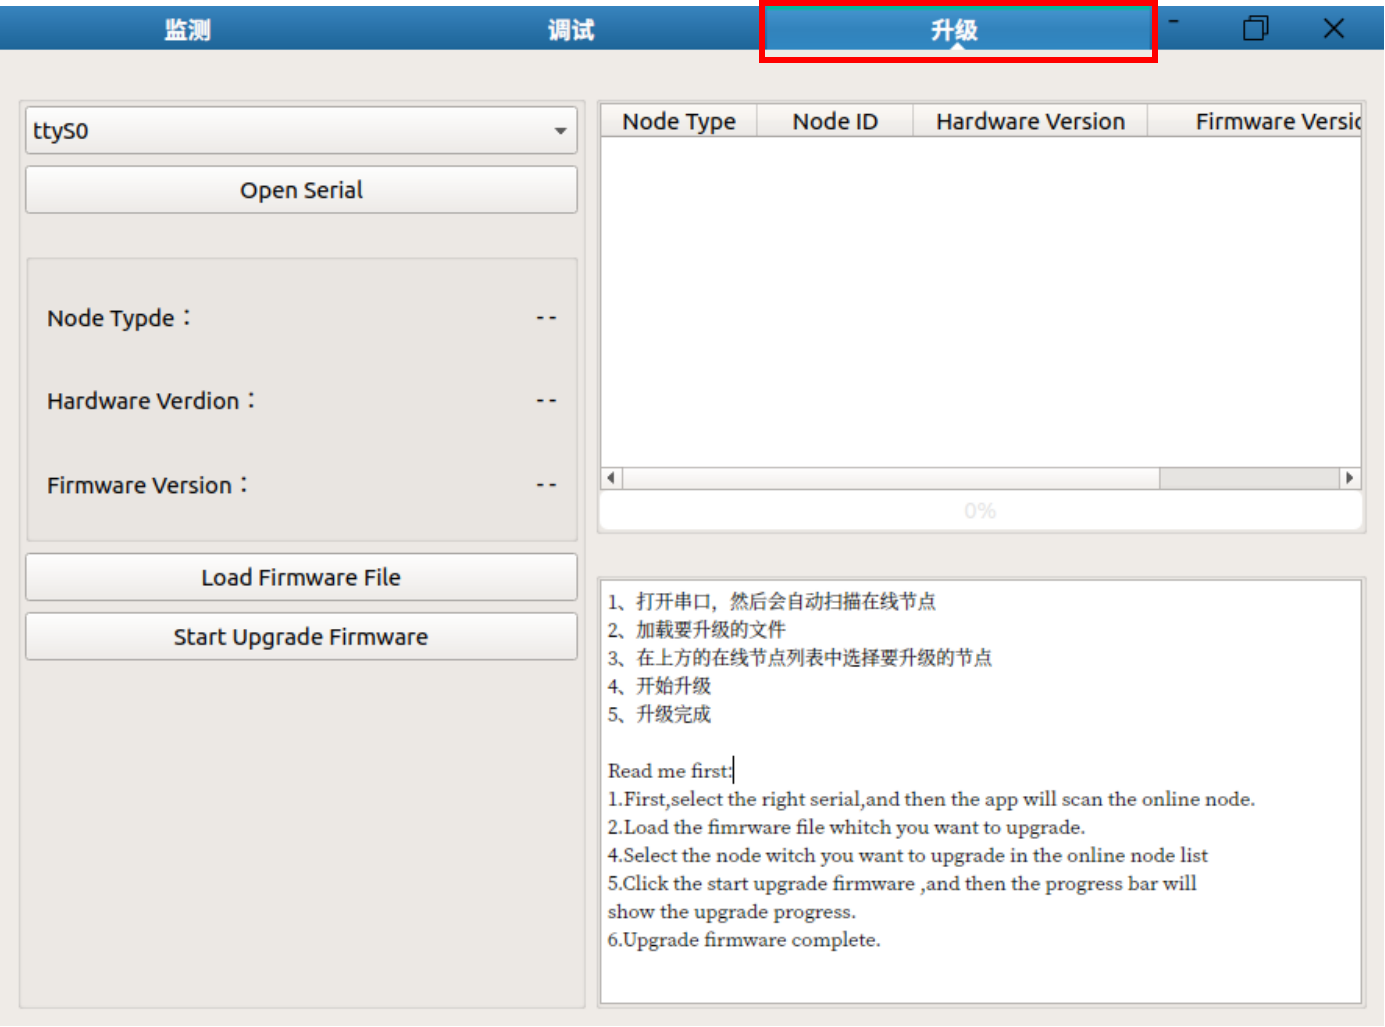 监测 调试 升级
ttyS0
Open Serial
Node Typde： --
Hardware Verdion： --
Firmware Version： --
Load Firmware File
Start Upgrade Firmware
Node Type Node ID Hardware Version Firmware Versic
0%
1、打开串口，然后会自动扫描在线节点
2、加载要升级的文件
3、在上方的在线节点列表中选择要升级的节点
4、开始升级
5、升级完成
Read me first:
1.First,select the right serial,and then the app will scan the online node.
2.Load the fimrware file whitch you want to upgrade.
4.Select the node witch you want to upgrade in the online node list
5.Click the start upgrade firmware ,and then the progress bar will
show the upgrade progress.
6.Upgrade firmware complete.